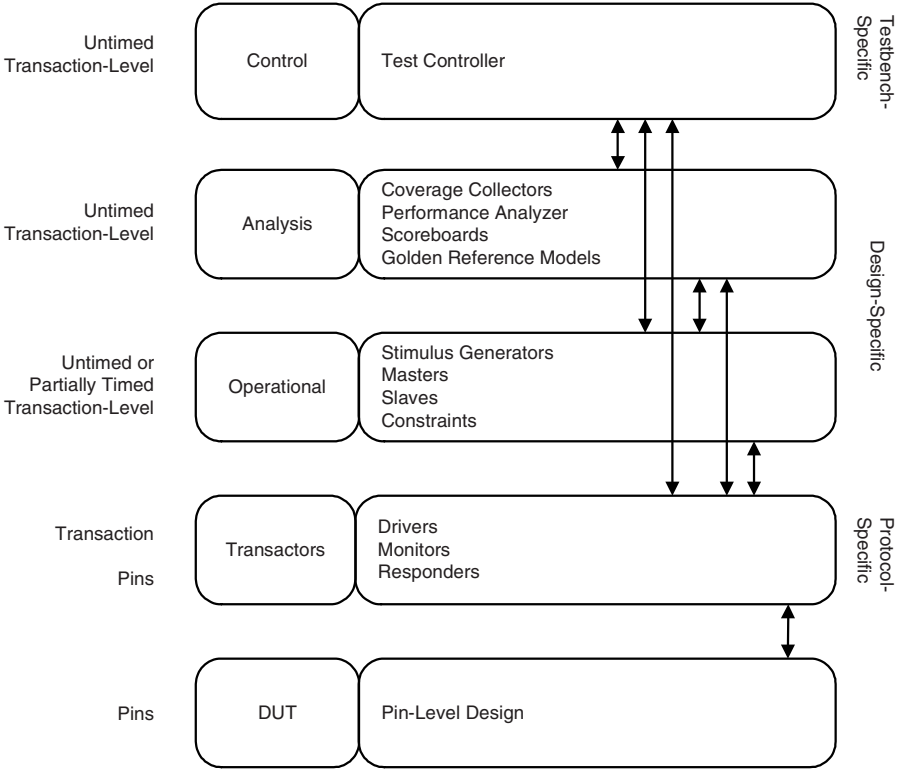 Untimed
Transaction-Level
Control
Test Controller
Testbench-
Specific
Untimed
Transaction-Level
Analysis
Coverage Collectors
Performance Analyzer
Scoreboards
Golden Reference Models
Design-Specific
Untimed or
Partially Timed
Transaction-Level
Operational
Stimulus Generators
Masters
Slaves
Constraints
Transaction
Pins
Transactors
Drivers
Monitors
Responders
Protocol-
Specific
Pins
DUT
Pin-Level Design